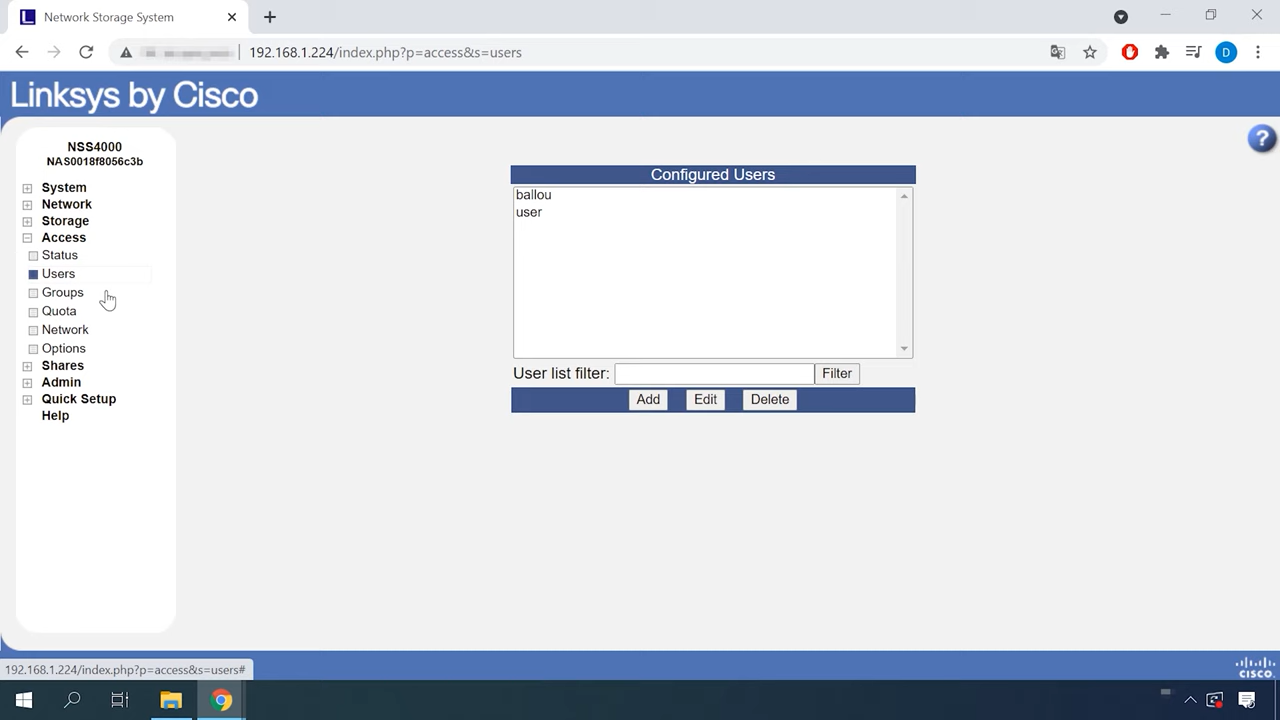 Network Storage System
192.168.1.224/index.php?p=access&s=users
D
Linksys by Cisco
?
NSS4000
NAS0018f8056c3b
System
Network
Storage
Access
Status
Users
Groups
Quota
Network
Options
Shares
Admin
Quick Setup
Help
Configured Users
ballou
user
User list filter:
Filter
Add
Edit
Delete
192.168.1.224/index.php?p=access&s=users#
CISCO.